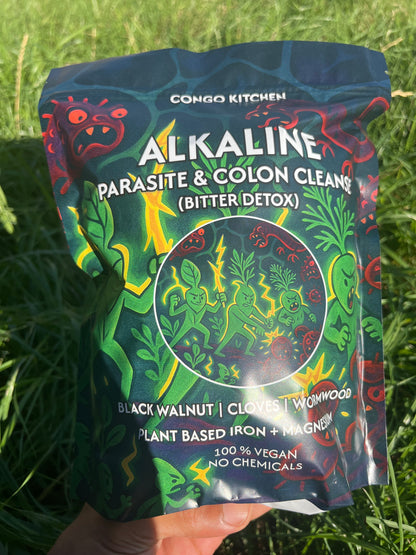 CONGO KITCHEN
ALKALINE
PARASITE & COLON CLEANSE
(BITTER DETOX)
BLACK WALNUT | CLOVES | WORMWOOD
PLANT BASED IRON + MAGNESIUM
100% VEGAN
NO CHEMICALS